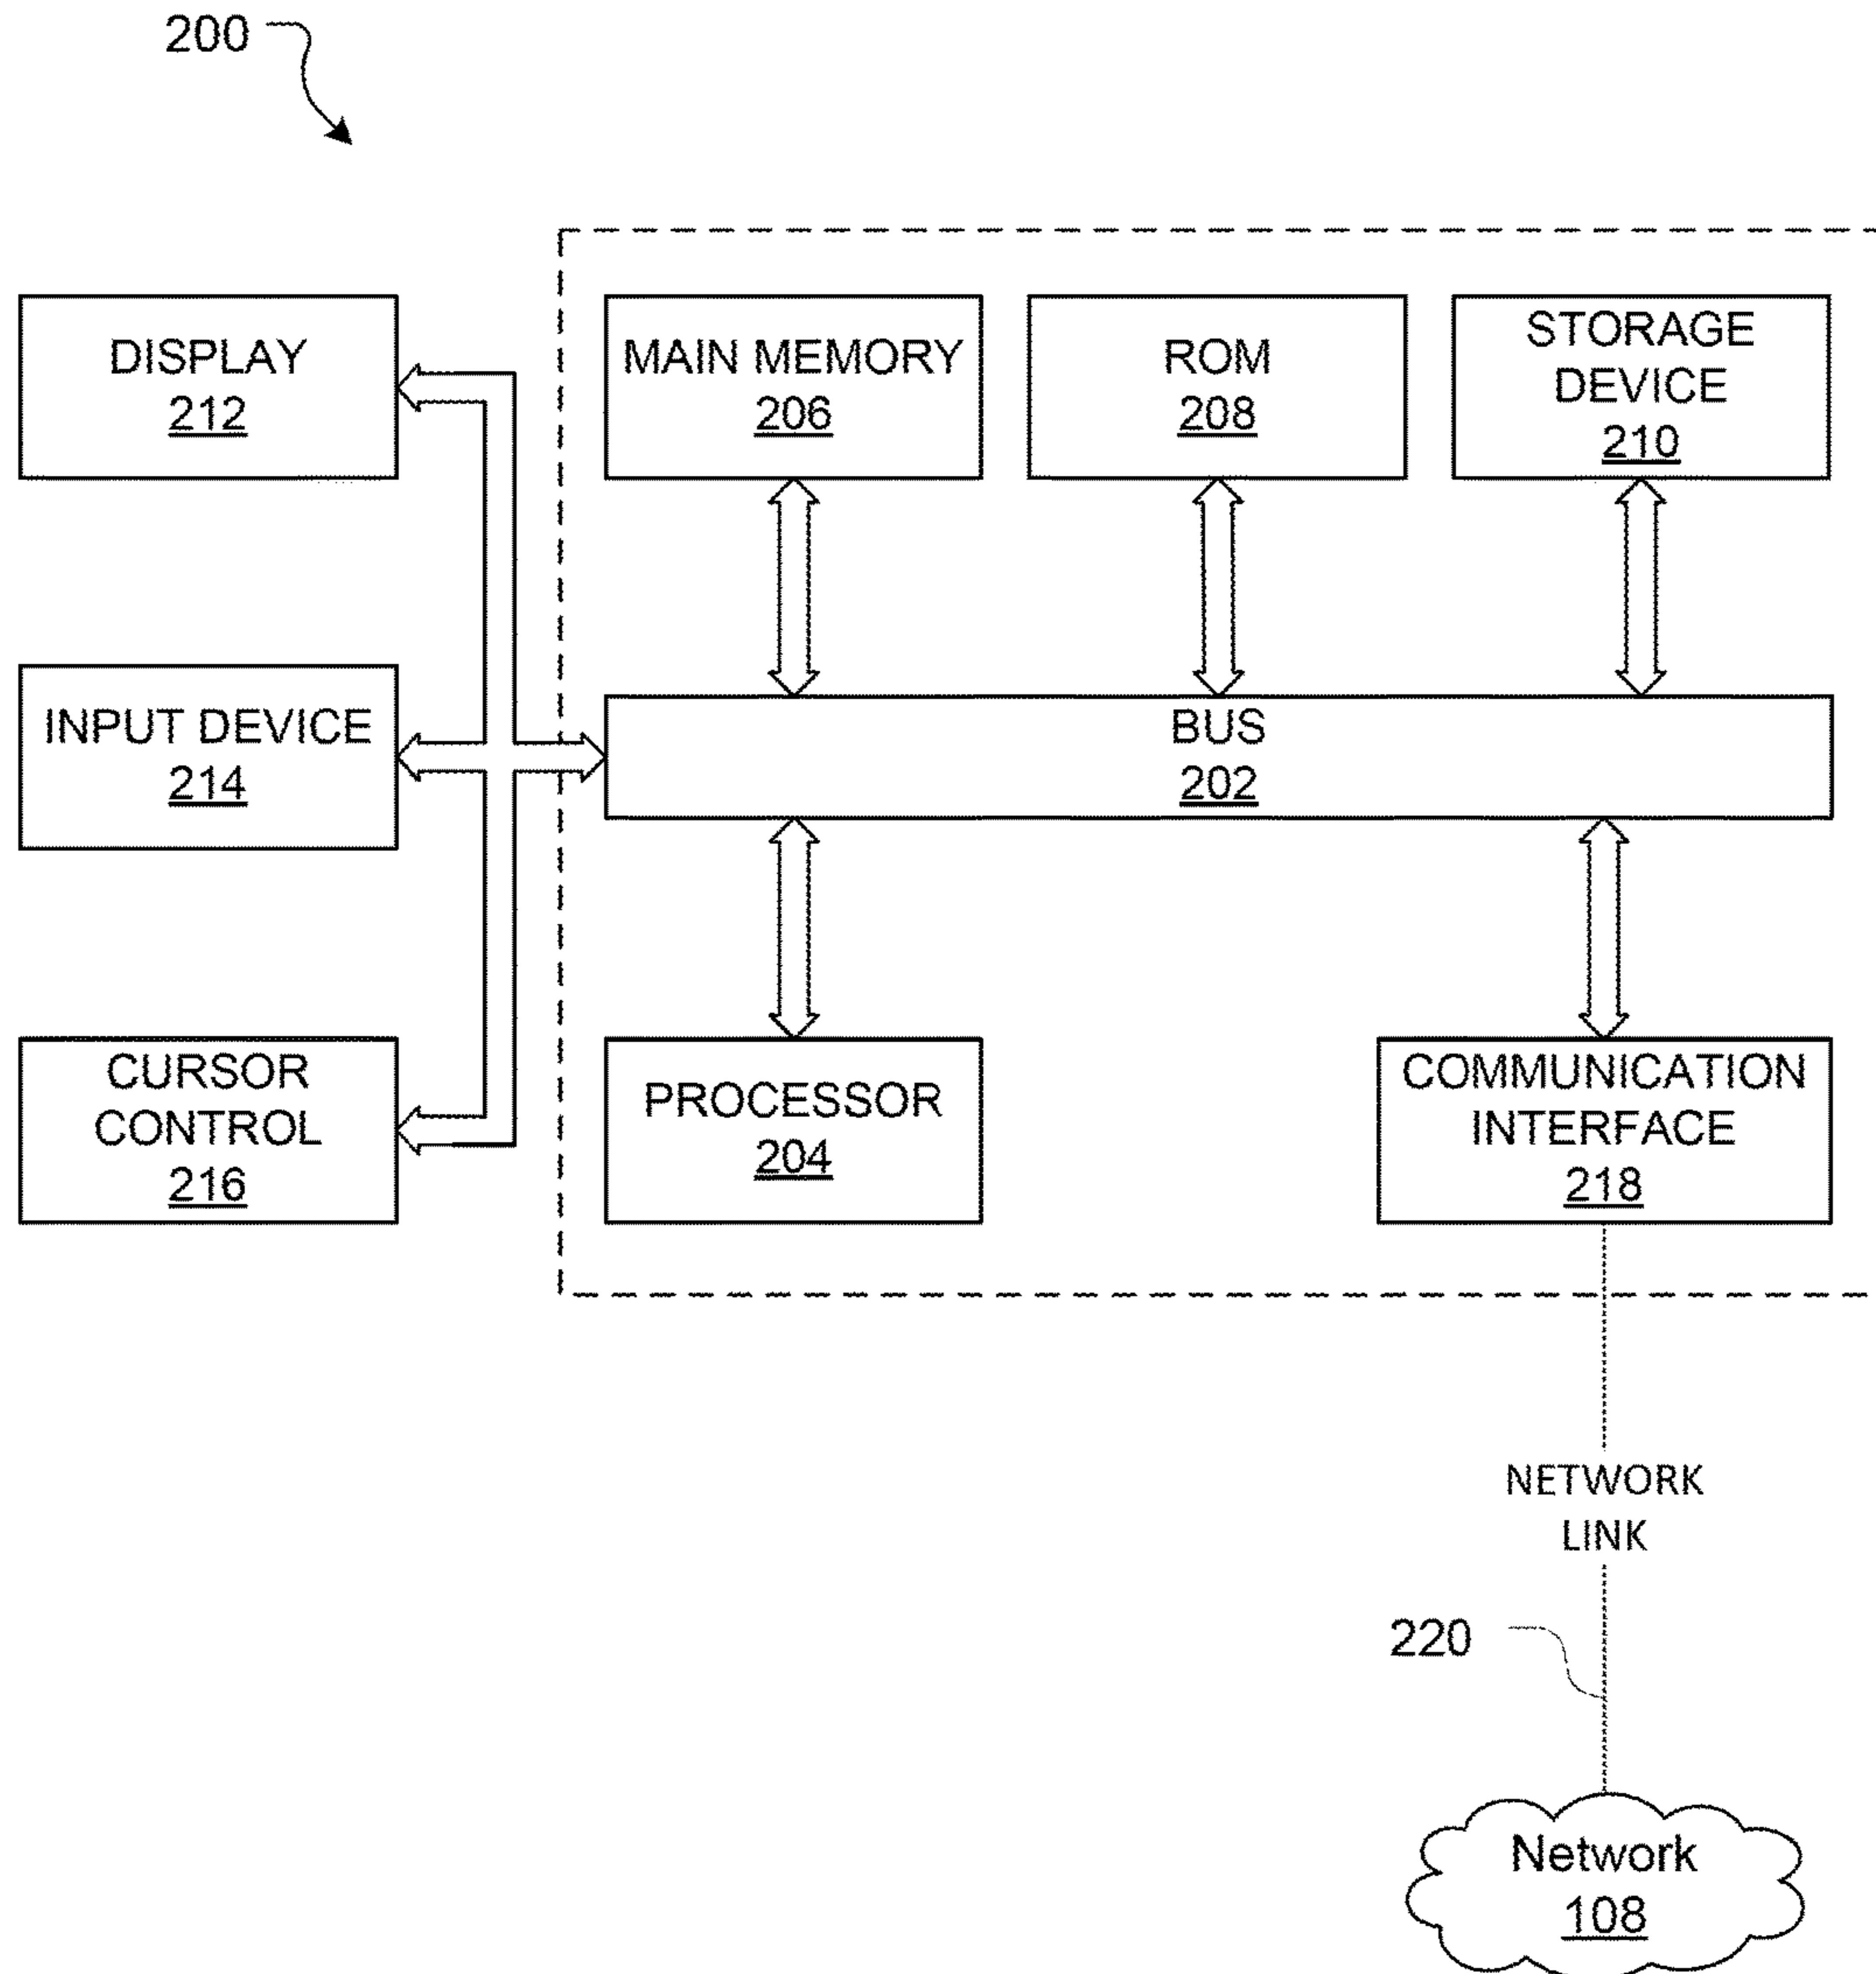 200
DISPLAY
212
MAIN MEMORY
206
ROM
208
STORAGE
DEVICE
210
INPUT DEVICE
214
BUS
202
CURSOR
CONTROL
216
PROCESSOR
204
COMMUNICATION
INTERFACE
218
NETWORK
LINK
220
Network
108